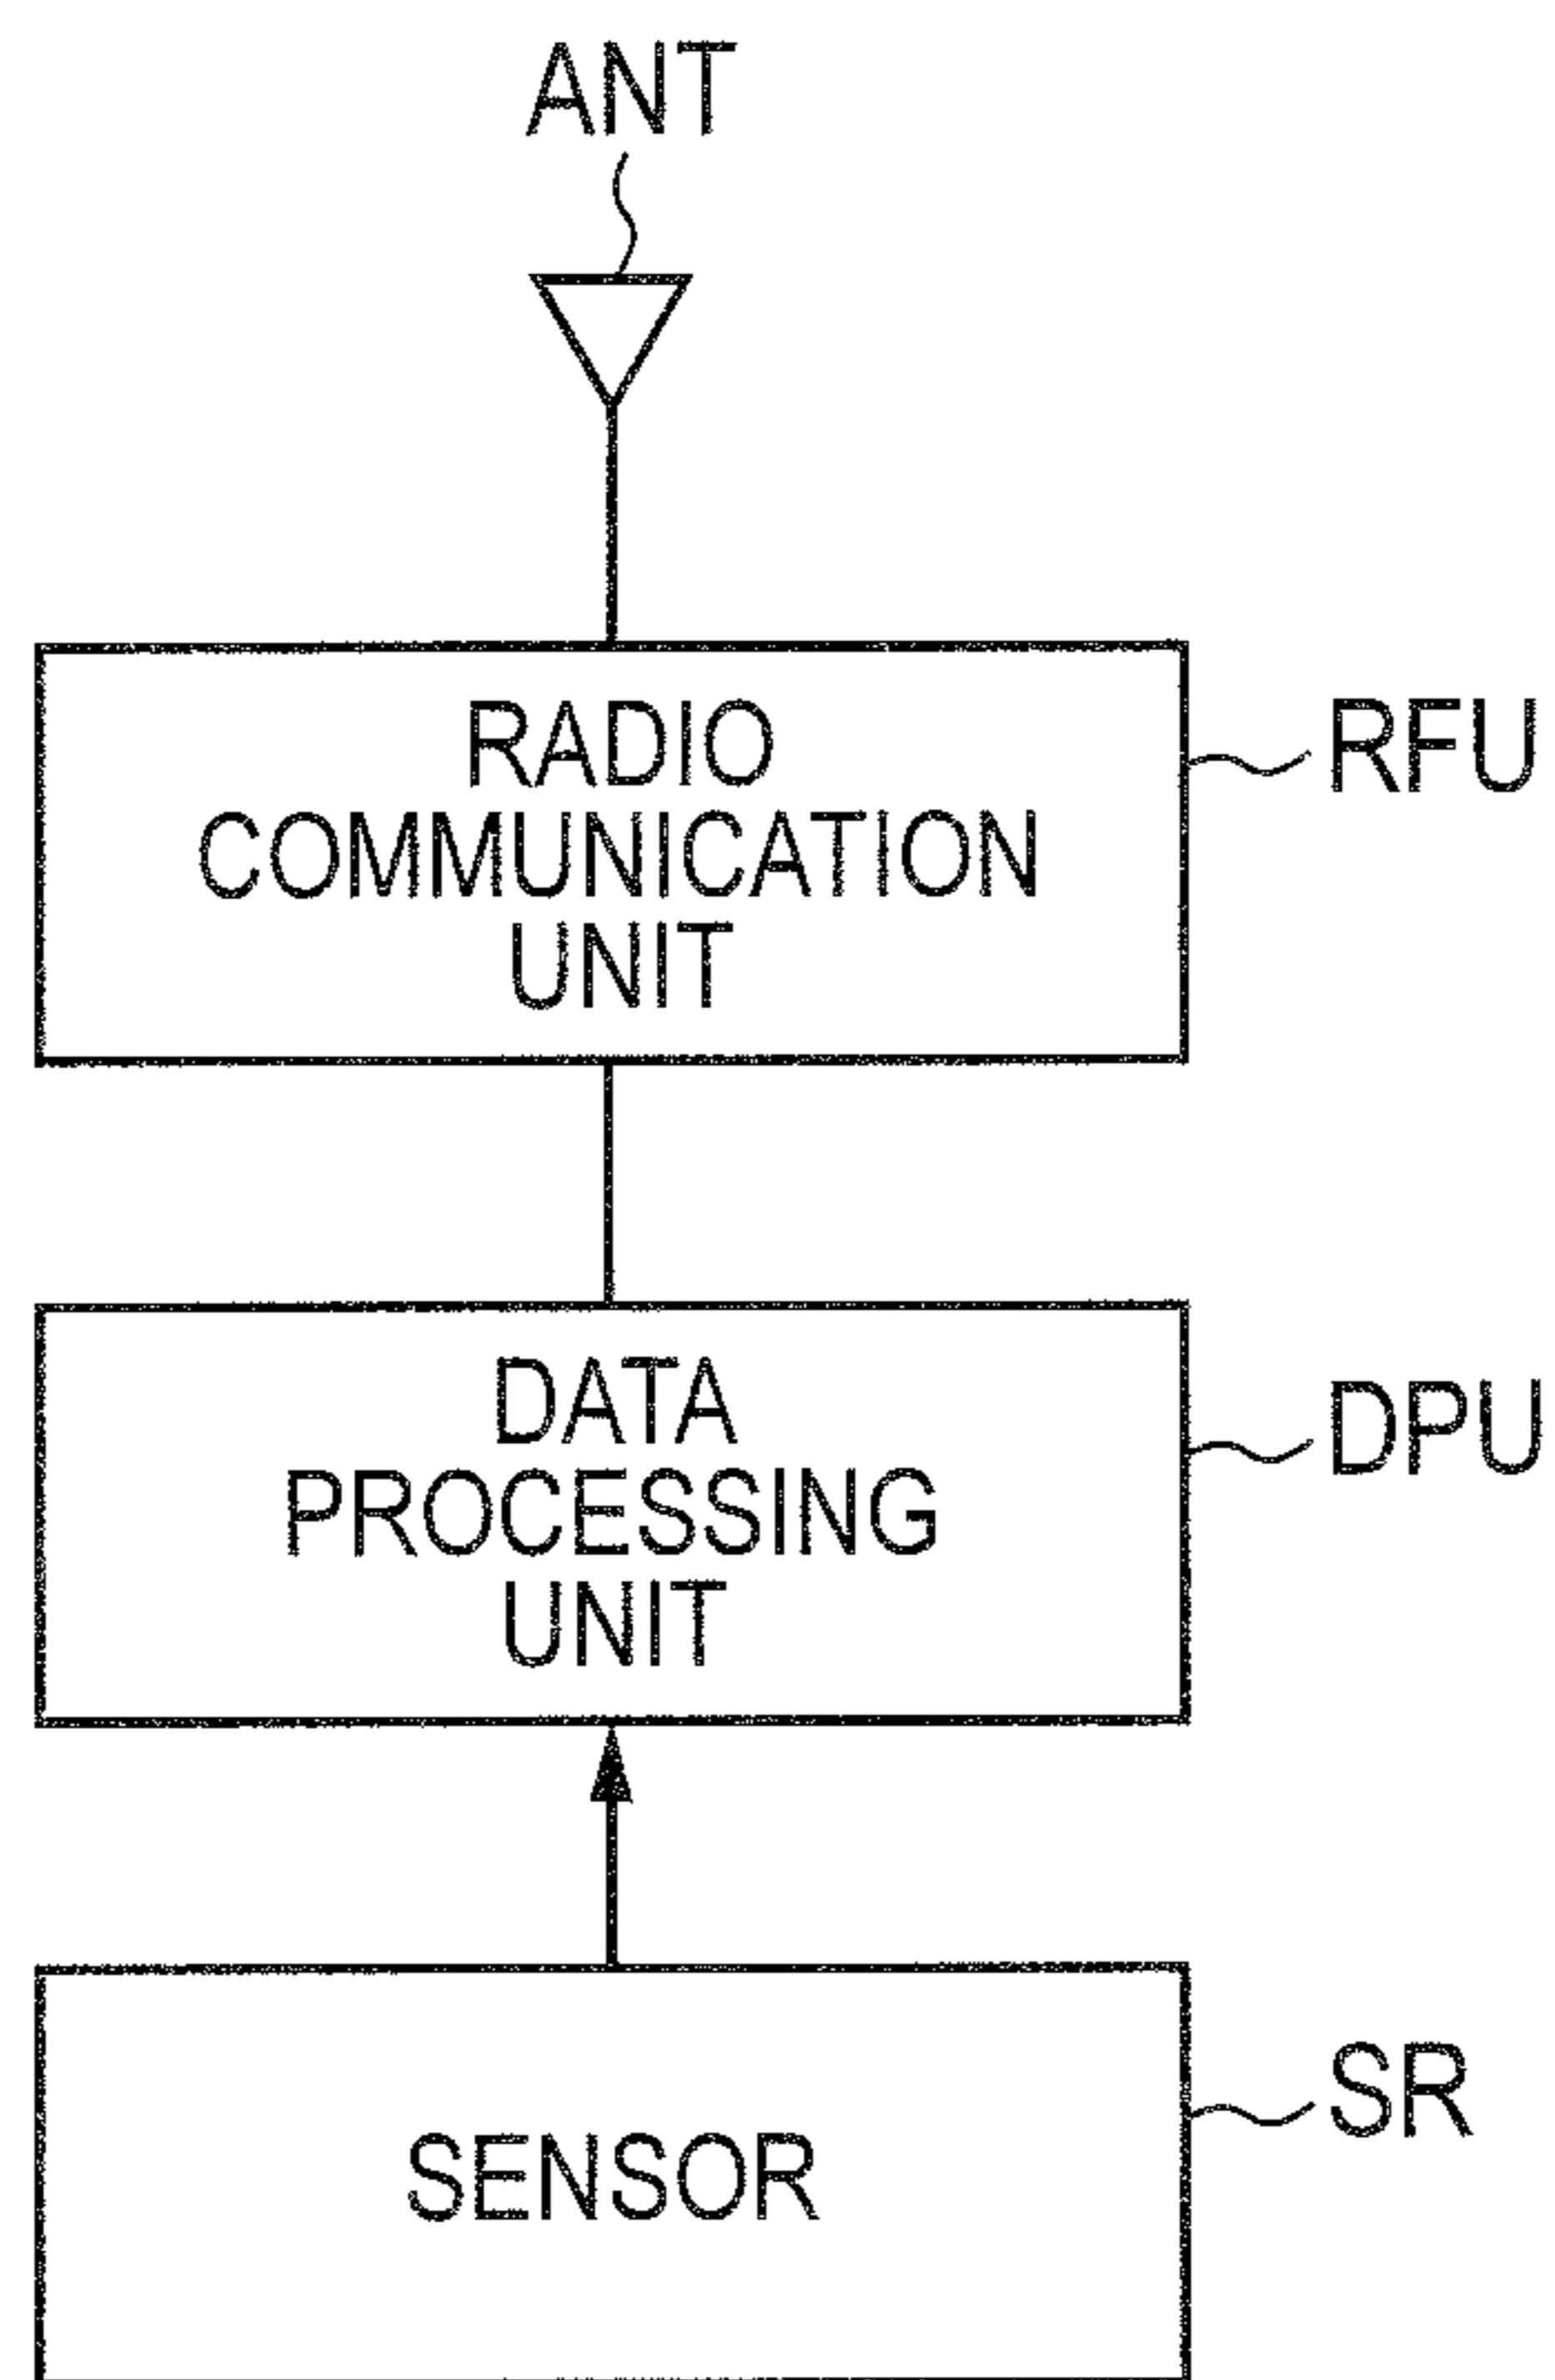 ANT
RADIO
COMMUNICATION
UNIT
RFU
DATA
PROCESSING
UNIT
DPU
SENSOR
SR